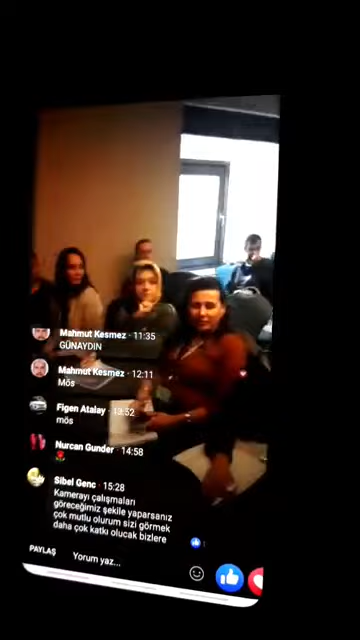 Mahmut Kesmez · 11:35
GÜNAYDIN
Mahmut Kesmez · 12:11
Mös
Figen Atalay · 13:52
mös
Nurcan Gunder · 14:58
Sibel Genc · 15:28
Kamerayı çalışmaları
göreceğimiz şekile yaparsanız
çok mutlu olurum sizi görmek
daha çok katkı olucak bizlere
PAYLAŞ
Yorum yaz...